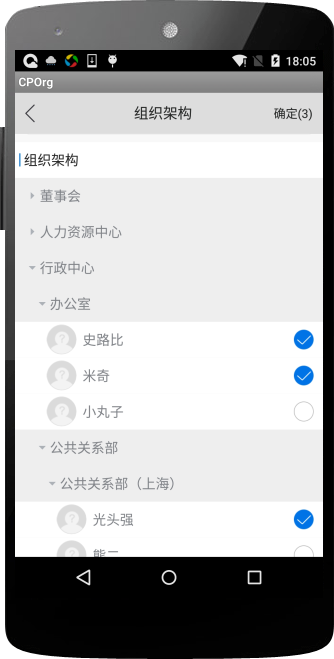 18:05
CPOrg
组织架构 确定(3)
组织架构
董事会
人力资源中心
行政中心
办公室
史路比
米奇
小丸子
公共关系部
公共关系部（上海）
光头强
熊二